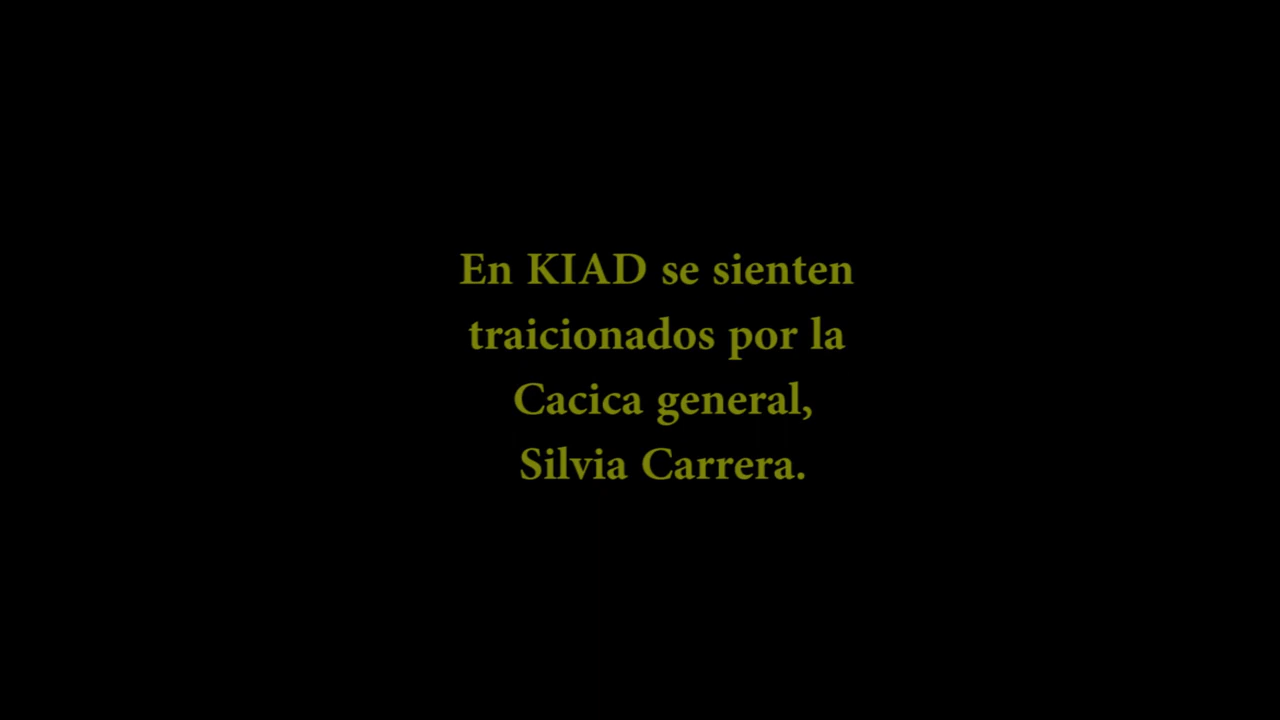 En KIAD se sienten
traicionados por la
Cacica general,
Silvia Carrera.